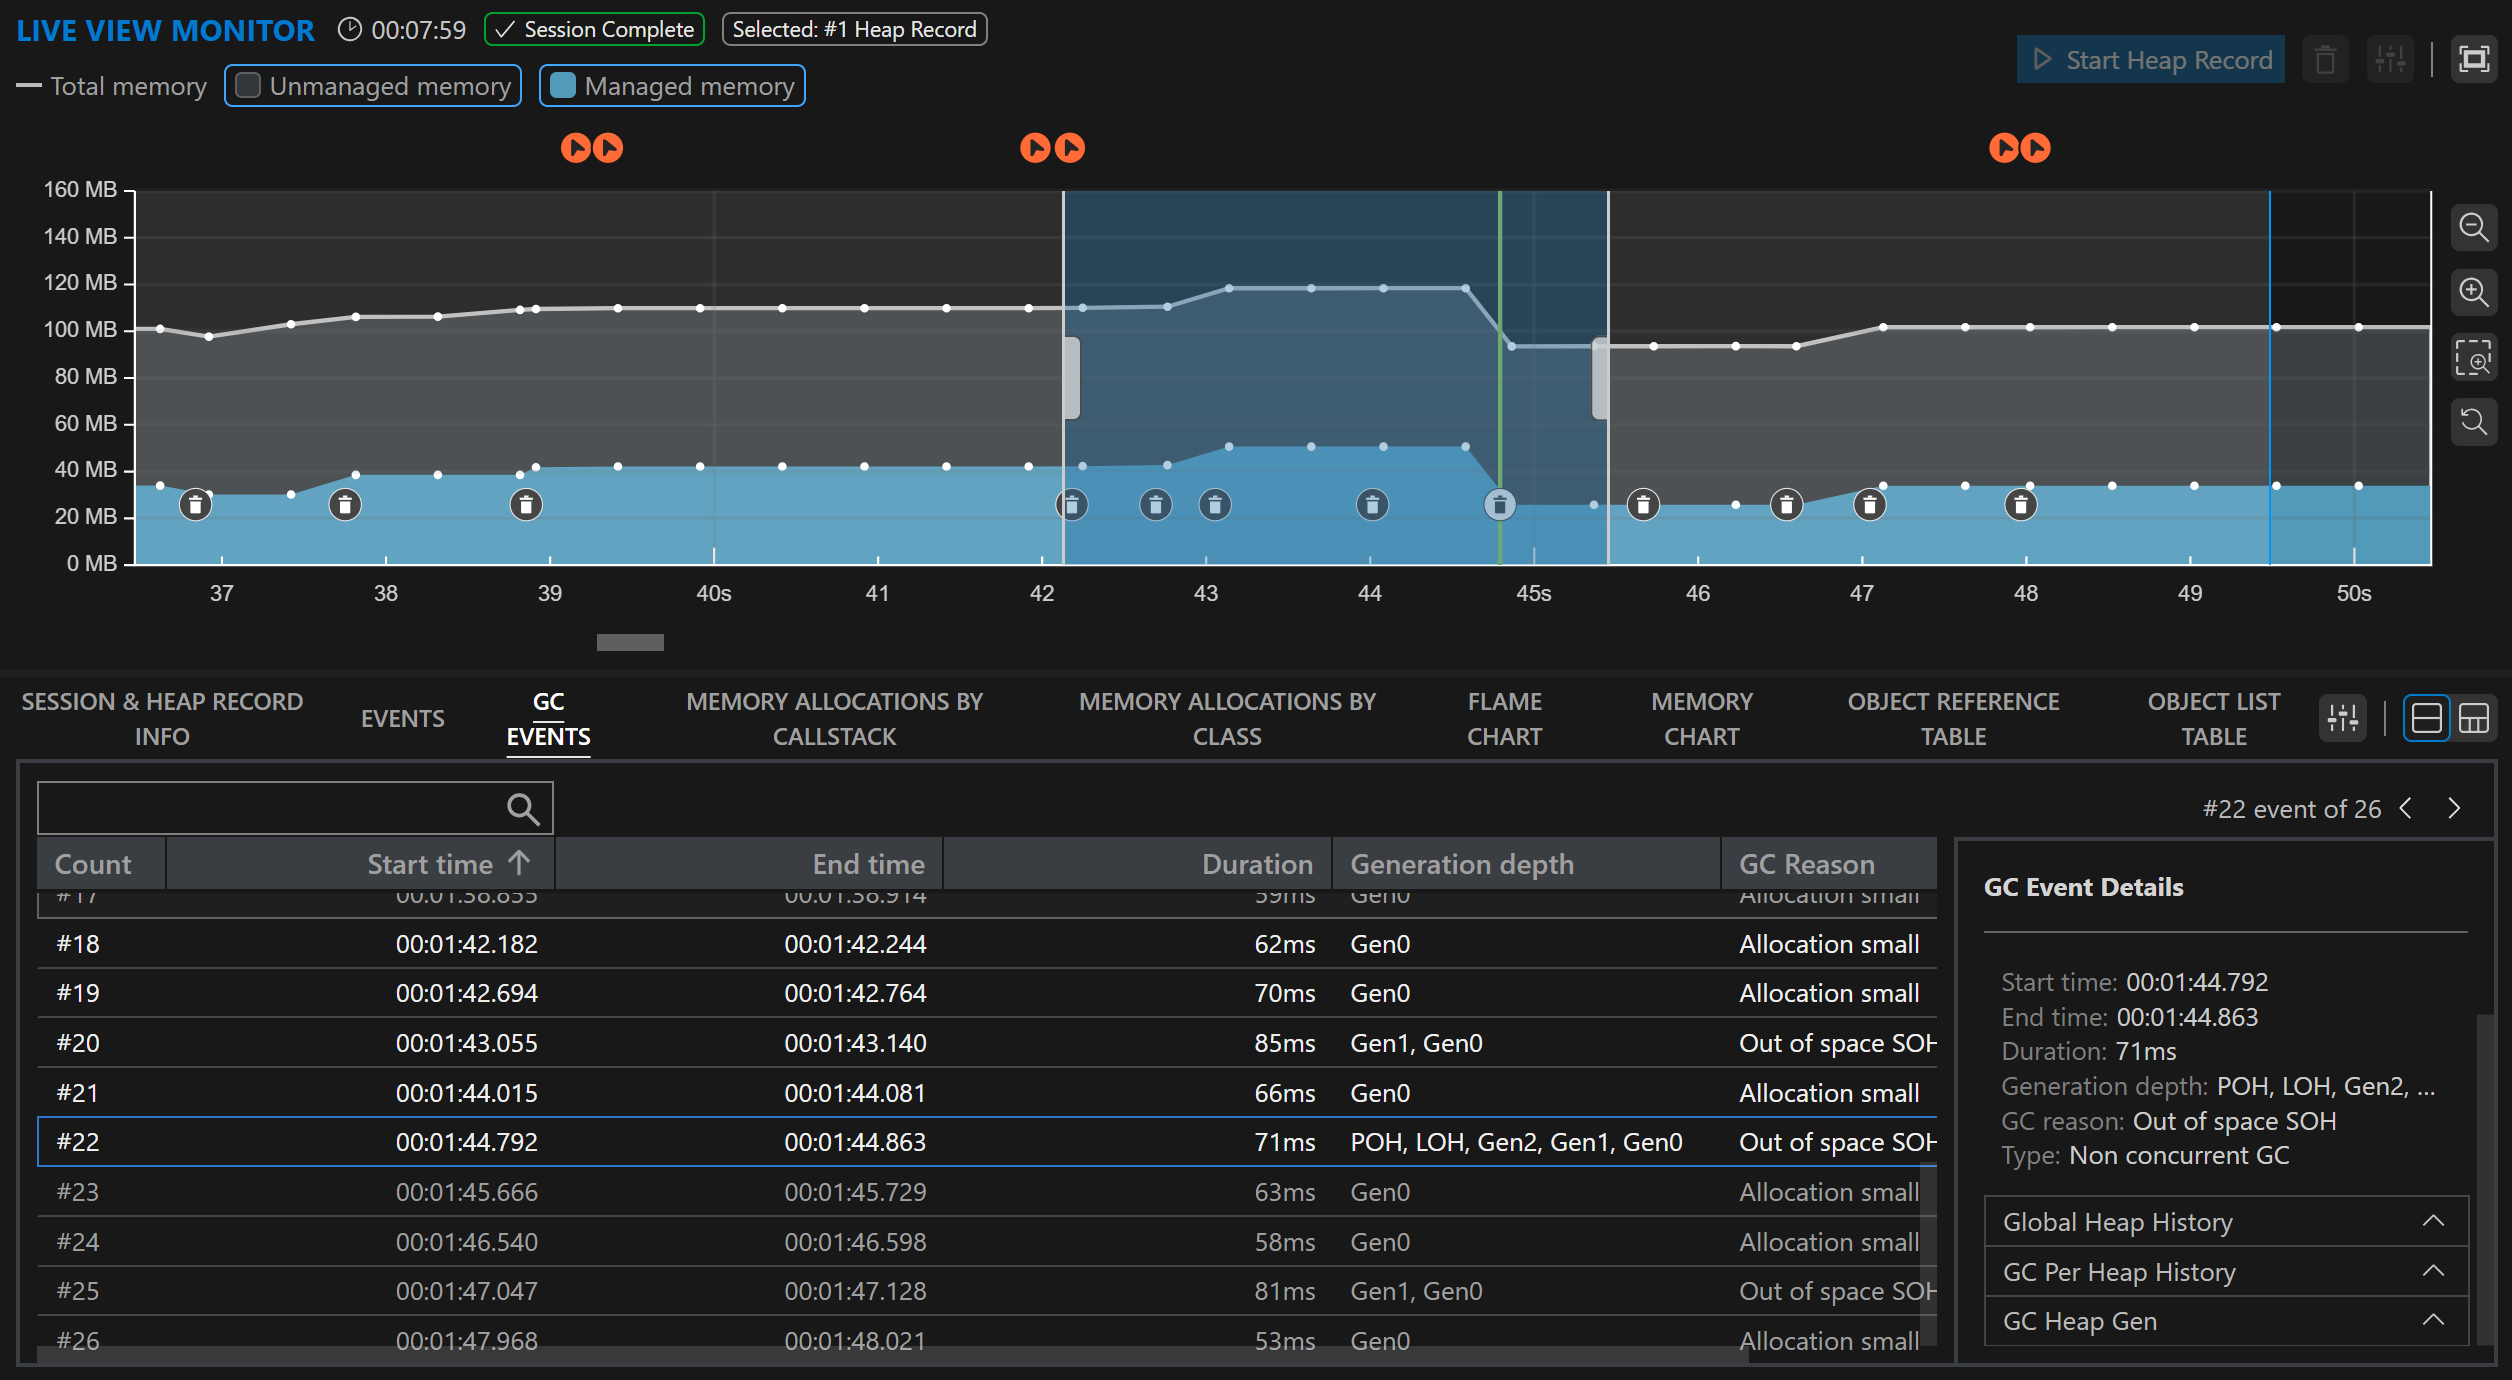 LIVE VIEW MONITOR 00:07:59 Session Complete Selected: #1 Heap Record
Start Heap Record
Total memory Unmanaged memory Managed memory
160 MB
140 MB
120 MB
100 MB
80 MB
60 MB
40 MB
20 MB
0 MB
37 38 39 40s 41 42 43 44 45s 46 47 48 49 50s
SESSION & HEAP RECORD INFO
EVENTS
GC EVENTS
MEMORY ALLOCATIONS BY CALLSTACK
MEMORY ALLOCATIONS BY CLASS
FLAME CHART
MEMORY CHART
OBJECT REFERENCE TABLE
OBJECT LIST TABLE
#22 event of 26
Count Start time End time Duration Generation depth GC Reason
#17 00:01:38.855 00:01:38.914 59ms Gen0 Allocation small
#18 00:01:42.182 00:01:42.244 62ms Gen0 Allocation small
#19 00:01:42.694 00:01:42.764 70ms Gen0 Allocation small
#20 00:01:43.055 00:01:43.140 85ms Gen1, Gen0 Out of space SOH
#21 00:01:44.015 00:01:44.081 66ms Gen0 Allocation small
#22 00:01:44.792 00:01:44.863 71ms POH, LOH, Gen2, Gen1, Gen0 Out of space SOH
#23 00:01:45.666 00:01:45.729 63ms Gen0 Allocation small
#24 00:01:46.540 00:01:46.598 58ms Gen0 Allocation small
#25 00:01:47.047 00:01:47.128 81ms Gen1, Gen0 Out of space SOH
#26 00:01:47.968 00:01:48.021 53ms Gen0 Allocation small
GC Event Details
Start time: 00:01:44.792
End time: 00:01:44.863
Duration: 71ms
Generation depth: POH, LOH, Gen2, ...
GC reason: Out of space SOH
Type: Non concurrent GC
Global Heap History
GC Per Heap History
GC Heap Gen